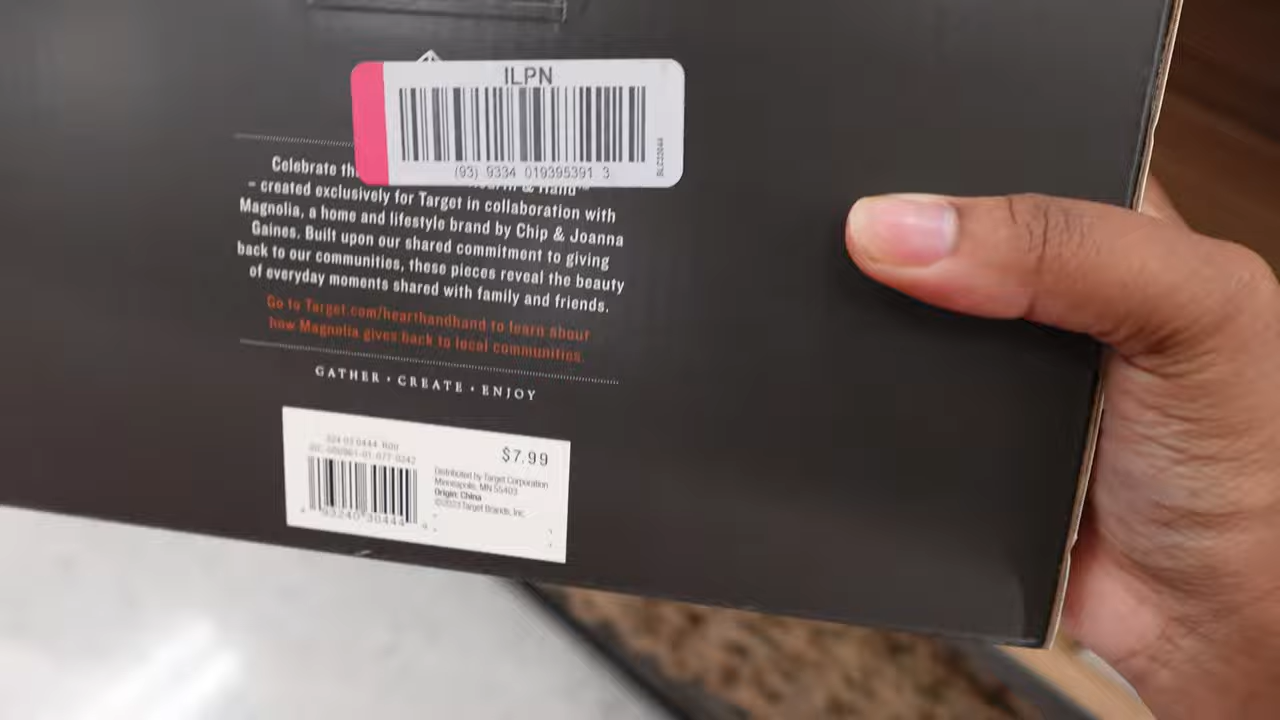 ILPN
(93) 9334 019395391 3
BLC22044
Celebrate th
& Hand™
– created exclusively for Target in collaboration with
Magnolia, a home and lifestyle brand by Chip & Joanna
Gaines. Built upon our shared commitment to giving
back to our communities, these pieces reveal the beauty
of everyday moments shared with family and friends.
Go to Target.com/hearthandhand to learn about
how Magnolia gives back to local communities.
GATHER • CREATE • ENJOY
$7.99
Distributed by Target Corporation
Minneapolis, MN 55403
Origin: China
©2023 Target Brands, Inc.